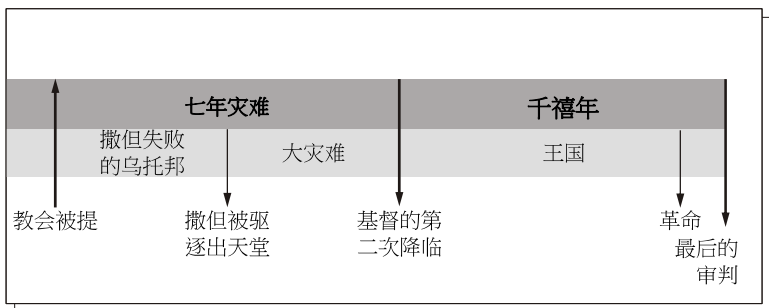 七年灾难
千禧年
撒但失败
的乌托邦
大灾难
王国
教会被提
撒但被驱
逐出天堂
基督的第
二次降临
革命
最后的
审判